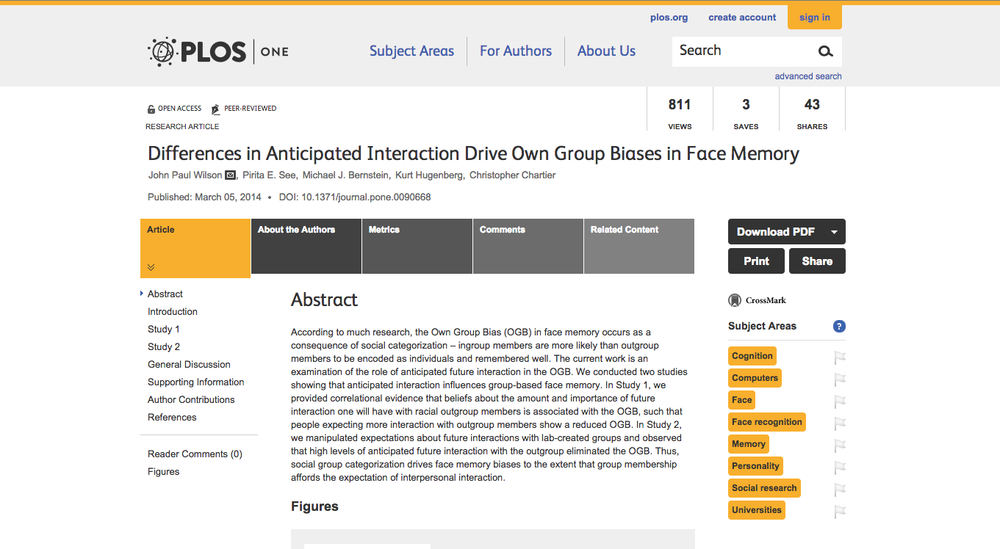 plos.org create account sign in
PLOS ONE
Subject Areas For Authors About Us
Search
advanced search
OPEN ACCESS PEER-REVIEWED
RESEARCH ARTICLE
811 3 43
VIEWS SAVES SHARES
Differences in Anticipated Interaction Drive Own Group Biases in Face Memory
John Paul Wilson , Pirita E. See, Michael J. Bernstein, Kurt Hugenberg, Christopher Chartier
Published: March 05, 2014 • DOI: 10.1371/journal.pone.0090668
Article About the Authors Metrics Comments Related Content
Download PDF
Print Share
Abstract
Introduction
Study 1
Study 2
General Discussion
Supporting Information
Author Contributions
References
Reader Comments (0)
Figures
Abstract
According to much research, the Own Group Bias (OGB) in face memory occurs as a
consequence of social categorization – ingroup members are more likely than outgroup
members to be encoded as individuals and remembered well. The current work is an
examination of the role of anticipated future interaction in the OGB. We conducted two studies
showing that anticipated interaction influences group-based face memory. In Study 1, we
provided correlational evidence that beliefs about the amount and importance of future
interaction one will have with racial outgroup members is associated with the OGB, such that
people expecting more interaction with outgroup members show a reduced OGB. In Study 2,
we manipulated expectations about future interactions with lab-created groups and observed
that high levels of anticipated future interaction with the outgroup eliminated the OGB. Thus,
social group categorization drives face memory biases to the extent that group membership
affords the expectation of interpersonal interaction.
Figures
CrossMark
Subject Areas ?
Cognition
Computers
Face
Face recognition
Memory
Personality
Social research
Universities